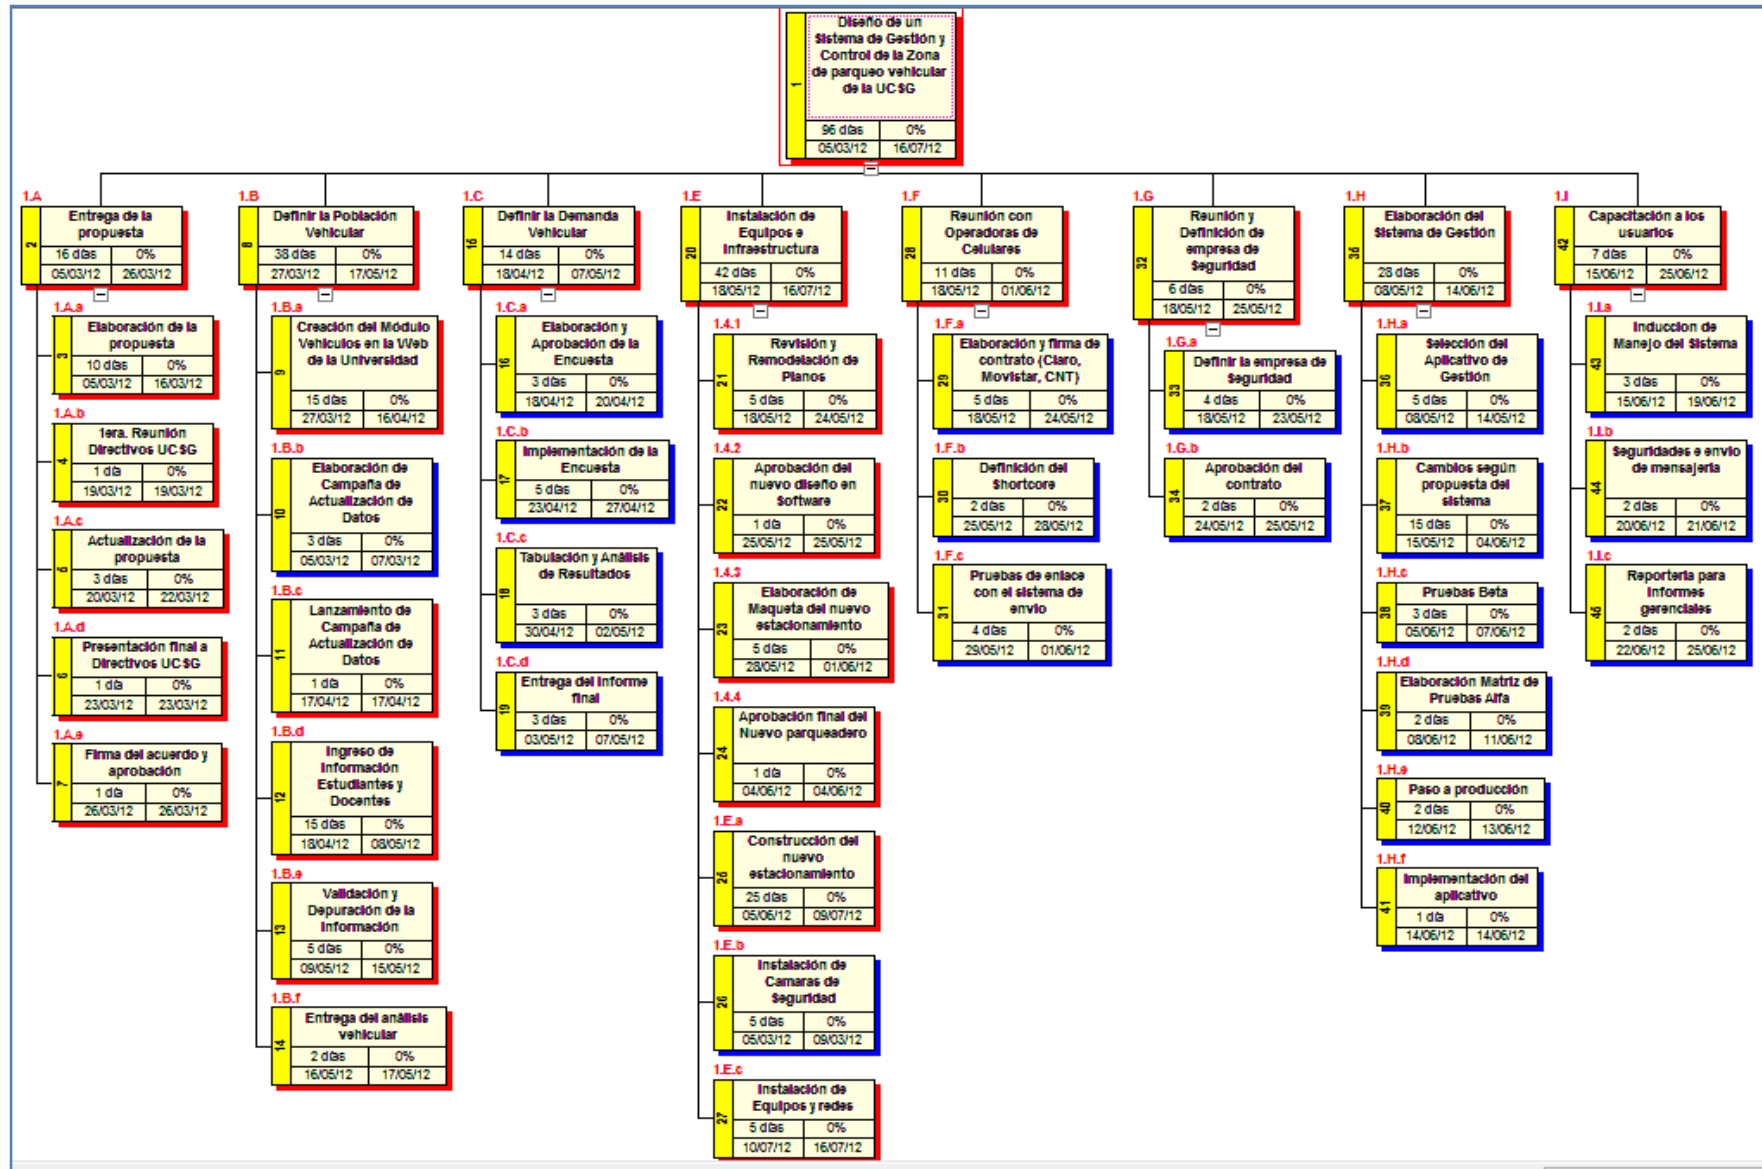 Diseño de un
Sistema de Gestión y
Control de la Zona
de parqueo vehicular
de la UCSG
1
96 días 0%
05/03/12 16/07/12
1.A
Entrega de la
propuesta
2
16 días 0%
05/03/12 26/03/12
1.A.a
Elaboración de la
propuesta
3
10 días 0%
05/03/12 16/03/12
1.A.b
1era. Reunión
Directivos UCSG
4
1 día 0%
19/03/12 19/03/12
1.A.c
Actualización de la
propuesta
5
3 días 0%
20/03/12 22/03/12
1.A.d
Presentación final a
Directivos UCSG
6
1 día 0%
23/03/12 23/03/12
1.A.e
Firma del acuerdo y
aprobación
7
1 día 0%
26/03/12 26/03/12
1.B
Definir la Población
Vehicular
8
38 días 0%
27/03/12 17/05/12
1.B.a
Creación del Módulo
Vehículos en la Web
de la Universidad
9
15 días 0%
27/03/12 16/04/12
1.B.b
Elaboración de
Campaña de
Actualización de
Datos
10
3 días 0%
05/03/12 07/03/12
1.B.c
Lanzamiento de
Campaña de
Actualización de
Datos
11
1 día 0%
17/04/12 17/04/12
1.B.d
Ingreso de
Información
Estudiantes y
Docentes
12
15 días 0%
18/04/12 08/05/12
1.B.e
Validación y
Depuración de la
Información
13
5 días 0%
09/05/12 15/05/12
1.B.f
Entrega del análisis
vehicular
14
2 días 0%
16/05/12 17/05/12
1.C
Definir la Demanda
Vehicular
15
14 días 0%
18/04/12 07/05/12
1.C.a
Elaboración y
Aprobación de la
Encuesta
16
3 días 0%
18/04/12 20/04/12
1.C.b
Implementación de la
Encuesta
17
5 días 0%
23/04/12 27/04/12
1.C.c
Tabulación y Análisis
de Resultados
18
3 días 0%
30/04/12 02/05/12
1.C.d
Entrega del informe
final
19
3 días 0%
03/05/12 07/05/12
1.E
Instalación de
Equipos e
Infraestructura
20
42 días 0%
18/05/12 16/07/12
1.4.1
Revisión y
Remodelación de
Planos
21
5 días 0%
18/05/12 24/05/12
1.4.2
Aprobación del
nuevo diseño en
Software
22
1 día 0%
25/05/12 25/05/12
1.4.3
Elaboración de
Maqueta del nuevo
estacionamiento
23
5 días 0%
28/05/12 01/06/12
1.4.4
Aprobación final del
Nuevo parqueadero
24
1 día 0%
04/06/12 04/06/12
1.E.a
Construcción del
nuevo
estacionamiento
25
25 días 0%
05/06/12 09/07/12
1.E.b
Instalación de
Camaras de
Seguridad
26
5 días 0%
05/03/12 09/03/12
1.E.c
Instalación de
Equipos y redes
27
5 días 0%
10/07/12 16/07/12
1.F
Reunión con
Operadoras de
Celulares
28
11 días 0%
18/05/12 01/06/12
1.F.a
Elaboración y firma de
contrato (Claro,
Movistar, CNT)
29
5 días 0%
18/05/12 24/05/12
1.F.b
Definición del
Shortcore
30
2 días 0%
25/05/12 28/05/12
1.F.c
Pruebas de enlace
con el sistema de
envio
31
4 días 0%
29/05/12 01/06/12
1.G
Reunión y
Definición de
empresa de
Seguridad
32
6 días 0%
18/05/12 25/05/12
1.G.a
Definir la empresa de
Seguridad
33
4 días 0%
18/05/12 23/05/12
1.G.b
Aprobación del
contrato
34
2 días 0%
24/05/12 25/05/12
1.H
Elaboración del
Sistema de Gestión
35
28 días 0%
08/05/12 14/06/12
1.H.a
Selección del
Aplicativo de
Gestión
36
5 días 0%
08/05/12 14/05/12
1.H.b
Cambios según
propuesta del
sistema
37
15 días 0%
15/05/12 04/06/12
1.H.c
Pruebas Beta
38
3 días 0%
05/06/12 07/06/12
1.H.d
Elaboración Matriz de
Pruebas Alfa
39
2 días 0%
08/06/12 11/06/12
1.H.e
Paso a producción
40
2 días 0%
12/06/12 13/06/12
1.H.f
Implementación del
aplicativo
41
1 día 0%
14/06/12 14/06/12
1.I
Capacitación a los
usuarios
42
7 días 0%
15/06/12 25/06/12
1.I.a
Induccion de
Manejo del Sistema
43
3 días 0%
15/06/12 19/06/12
1.I.b
Seguridades e envio
de mensajeria
44
2 días 0%
20/06/12 21/06/12
1.I.c
Reporteria para
Informes
gerenciales
45
2 días 0%
22/06/12 25/06/12